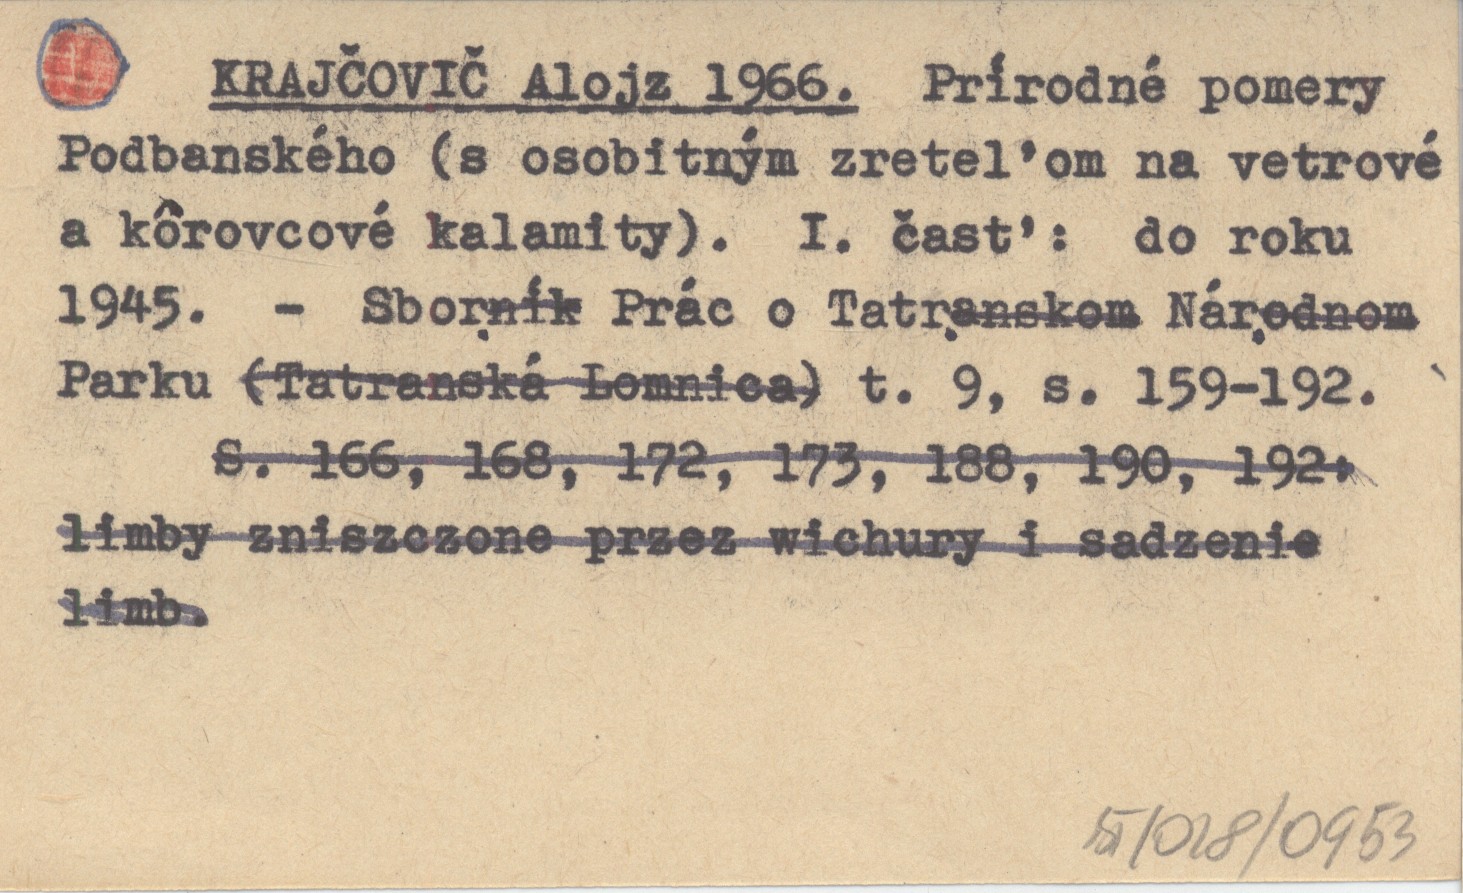 KRAJČOVIČ Alojz 1966. Prírodné pomery
Podbanského (s osobitným zretel'om na vetrové
a kôrovcové kalamity). I. čast': do roku
1945. - Sborník Prác o Tatranskom Národnom
Parku (Tatranská Lomnica) t. 9, s. 159-192.
S. 166, 168, 172, 173, 188, 190, 192:
limby zniszczone przez wichury i sadzenie
limb.
/028/0953